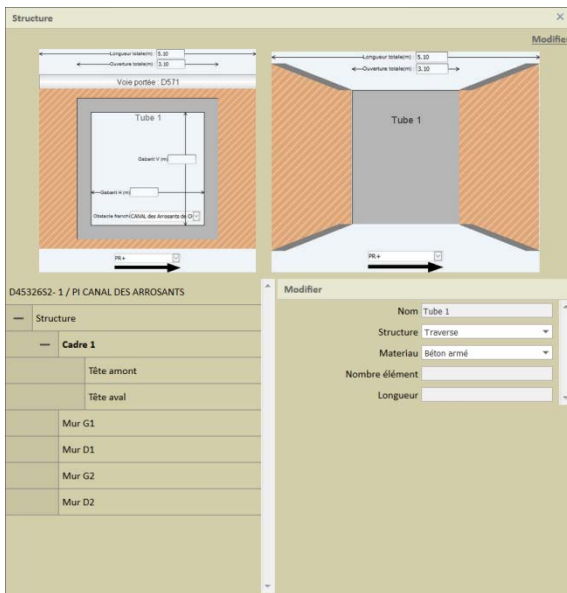 Structure
Modifier
Longueur totale(m) : 5.10
Ouverture totale(m) : 3.10
Voie portée : D571
Tube 1
Gabarit V (m)
Gabarit H (m)
Obstacle franchi CANAL des Arrosants de
PR+
Longueur totale(m) : 5.10
Ouverture totale(m) : 3.10
Tube 1
PR+
D45326S2- 1 / PI CANAL DES ARROSANTS
Structure
Cadre 1
Tête amont
Tête aval
Mur G1
Mur D1
Mur G2
Mur D2
Modifier
Nom Tube 1
Structure Traverse
Materiau Béton armé
Nombre élément
Longueur